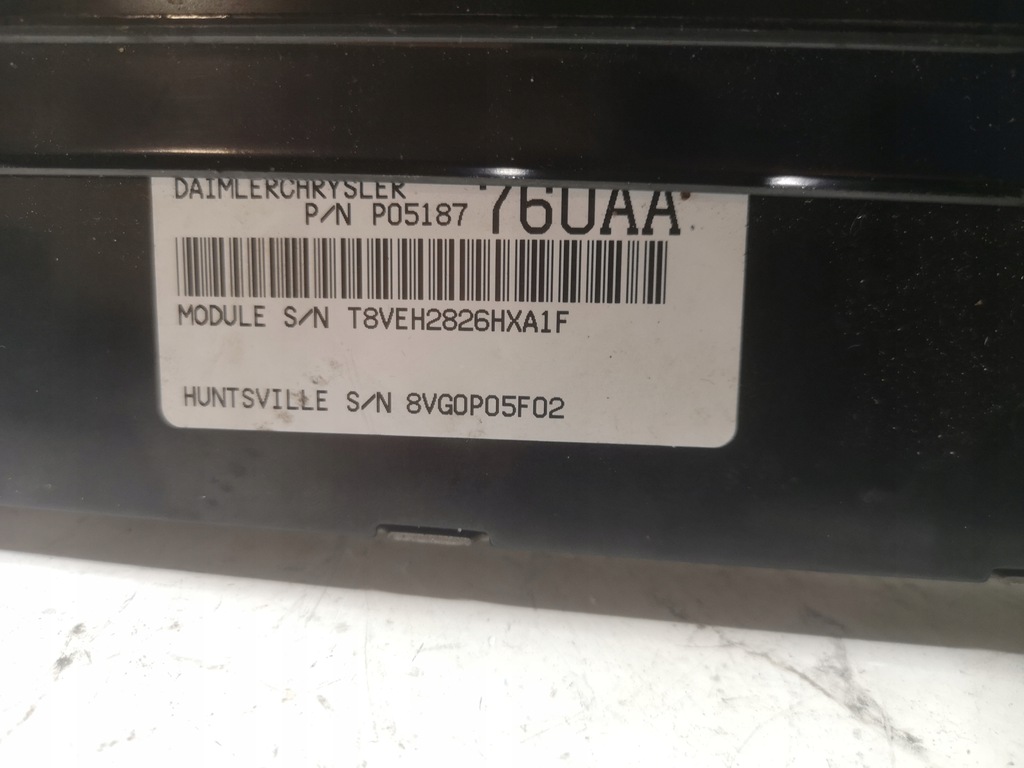 DAIMLERCHRYSLER
P/N P05187 760AA
MODULE S/N T8VEH2826HXA1F
HUNTSVILLE S/N 8VG0P05F02